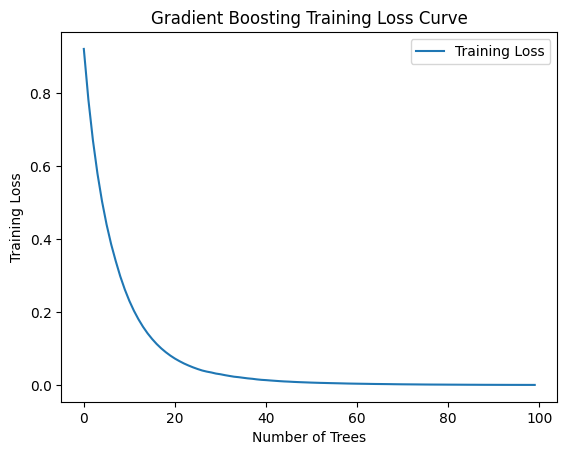 Gradient Boosting Training Loss Curve
Training Loss
0.8
0.6
0.4
0.2
0.0
Training Loss
0 20 40 60 80 100
Number of Trees